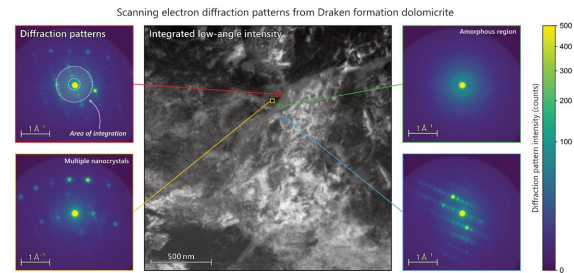 Scanning electron diffraction patterns from Draken formation dolomicrite
Diffraction patterns
Area of integration
1 Å⁻¹
Integrated low-angle intensity
500 nm
Amorphous region
1 Å⁻¹
Multiple nanocrystals
1 Å⁻¹
1 Å⁻¹
500
400
300
200
100
0
Diffraction pattern intensity (counts)